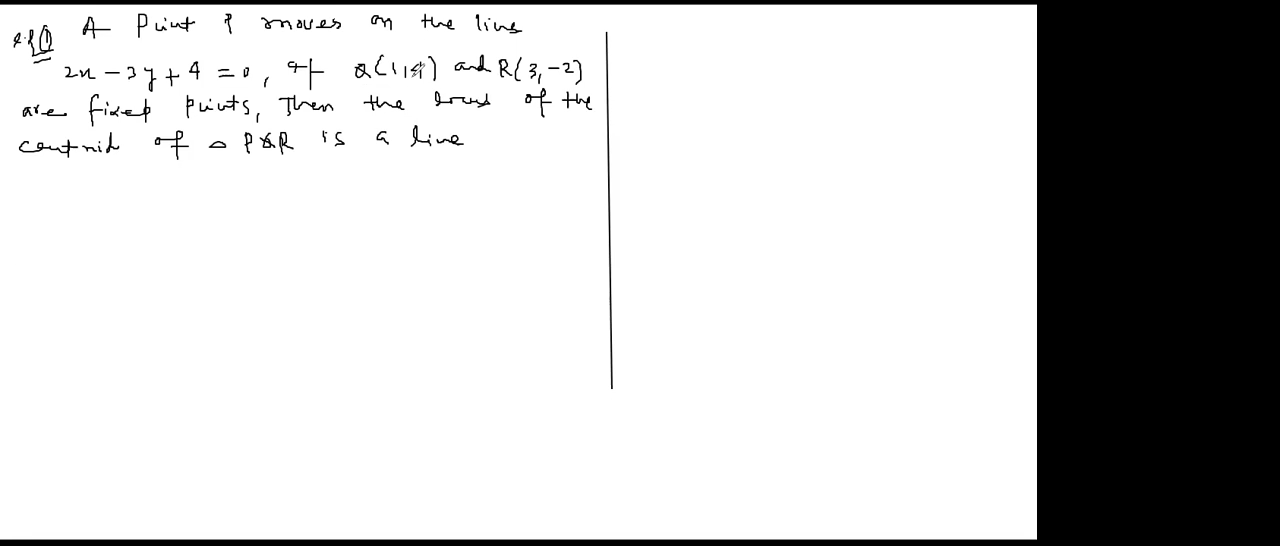 A Point P moves on the line
2x - 3y + 4 = 0, if Q(1,4) and R(3,-2)
are fixed points, Then the locus of the
centroid of △ PQR is a line